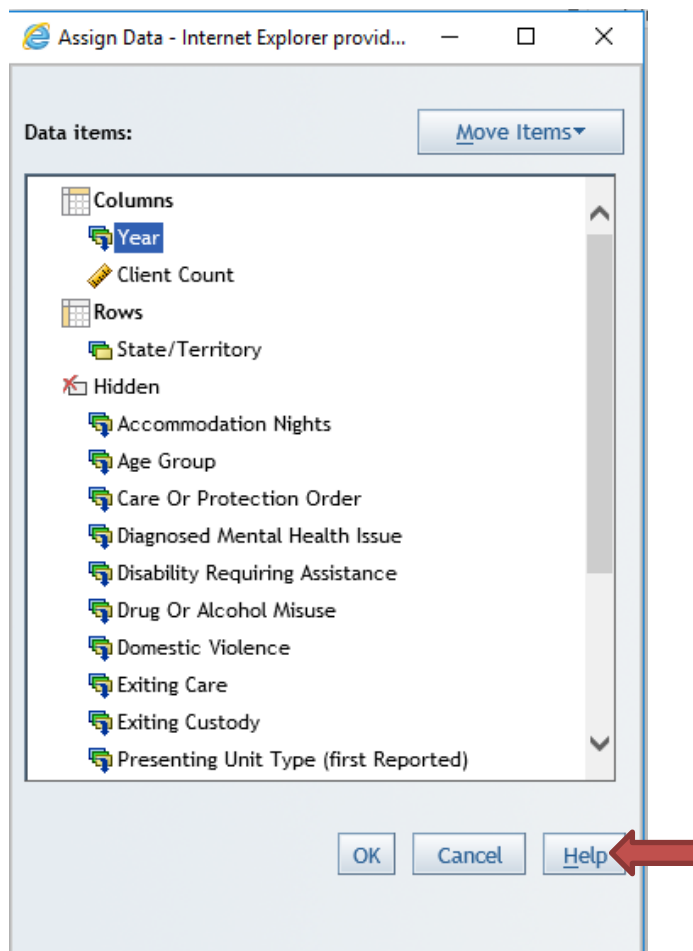 Assign Data - Internet Explorer provid...
Data items:
Move Items
Columns
Year
Client Count
Rows
State/Territory
Hidden
Accommodation Nights
Age Group
Care Or Protection Order
Diagnosed Mental Health Issue
Disability Requiring Assistance
Drug Or Alcohol Misuse
Domestic Violence
Exiting Care
Exiting Custody
Presenting Unit Type (first Reported)
OK Cancel Help